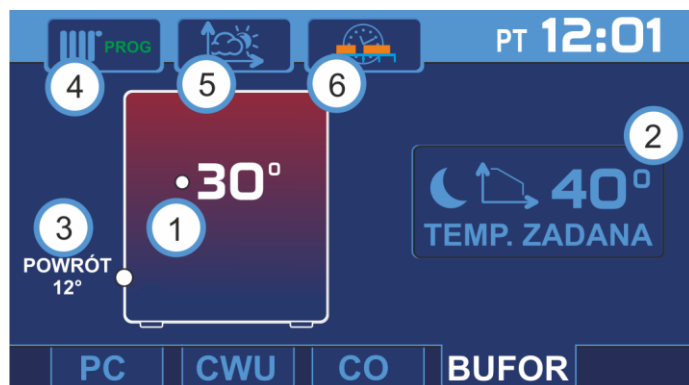 PROG
PT 12:01
4
5
6
2
30°
40°
TEMP. ZADANA
1
3
POWRÓT
12°
PC
CWU
CO
BUFOR